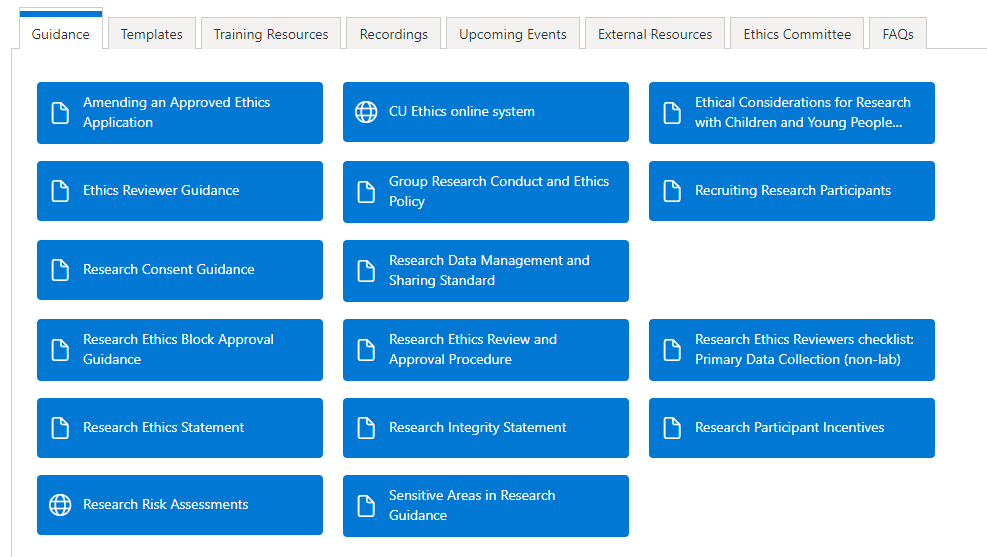 Guidance
Templates
Training Resources
Recordings
Upcoming Events
External Resources
Ethics Committee
FAQs
Amending an Approved Ethics
Application
CU Ethics online system
Ethical Considerations for Research
with Children and Young People...
Ethics Reviewer Guidance
Group Research Conduct and Ethics
Policy
Recruiting Research Participants
Research Consent Guidance
Research Data Management and
Sharing Standard
Research Ethics Block Approval
Guidance
Research Ethics Review and
Approval Procedure
Research Ethics Reviewers checklist:
Primary Data Collection (non-lab)
Research Ethics Statement
Research Integrity Statement
Research Participant Incentives
Research Risk Assessments
Sensitive Areas in Research
Guidance